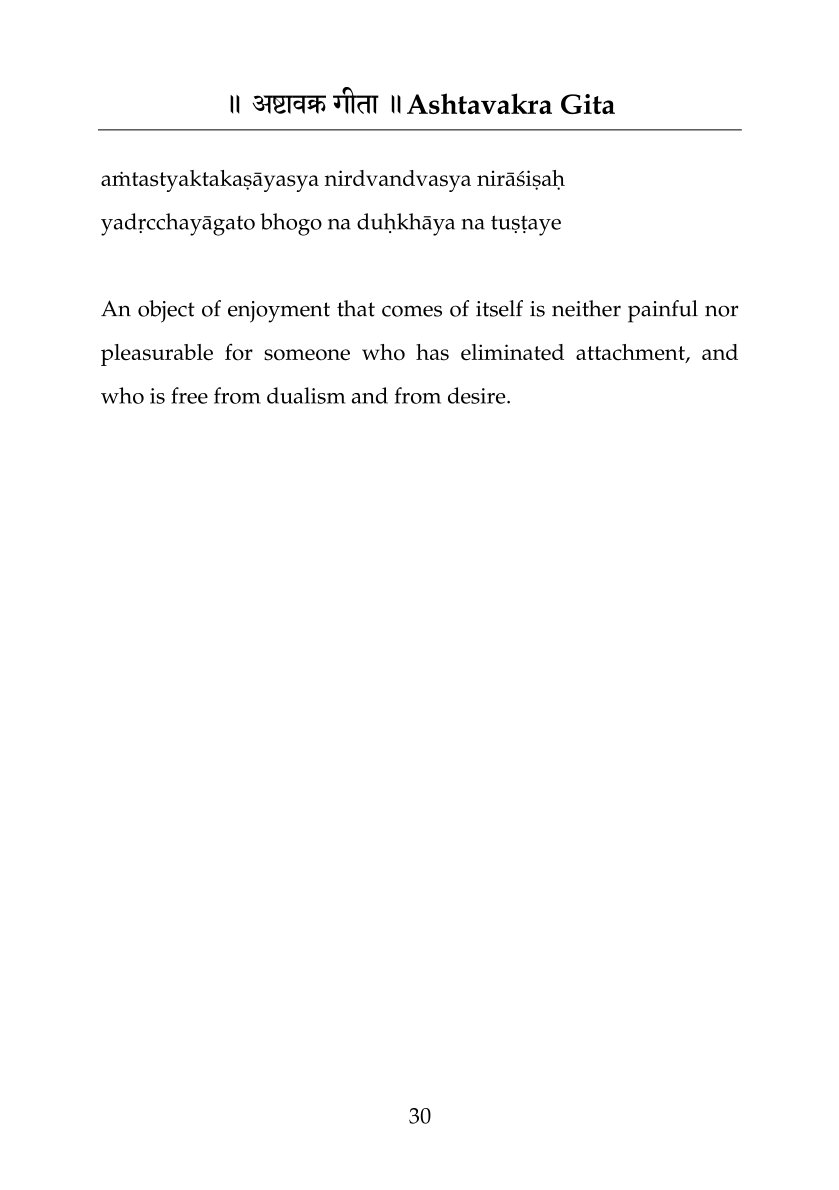 ॥ अष्टावक्र गीता ॥ Ashtavakra Gita
aṁtastyaktakaṣāyasya nirdvandvasya nirāśiṣaḥ
yadṛcchayāgato bhogo na duḥkhāya na tuṣṭaye
An object of enjoyment that comes of itself is neither painful nor
pleasurable for someone who has eliminated attachment, and
who is free from dualism and from desire.
30